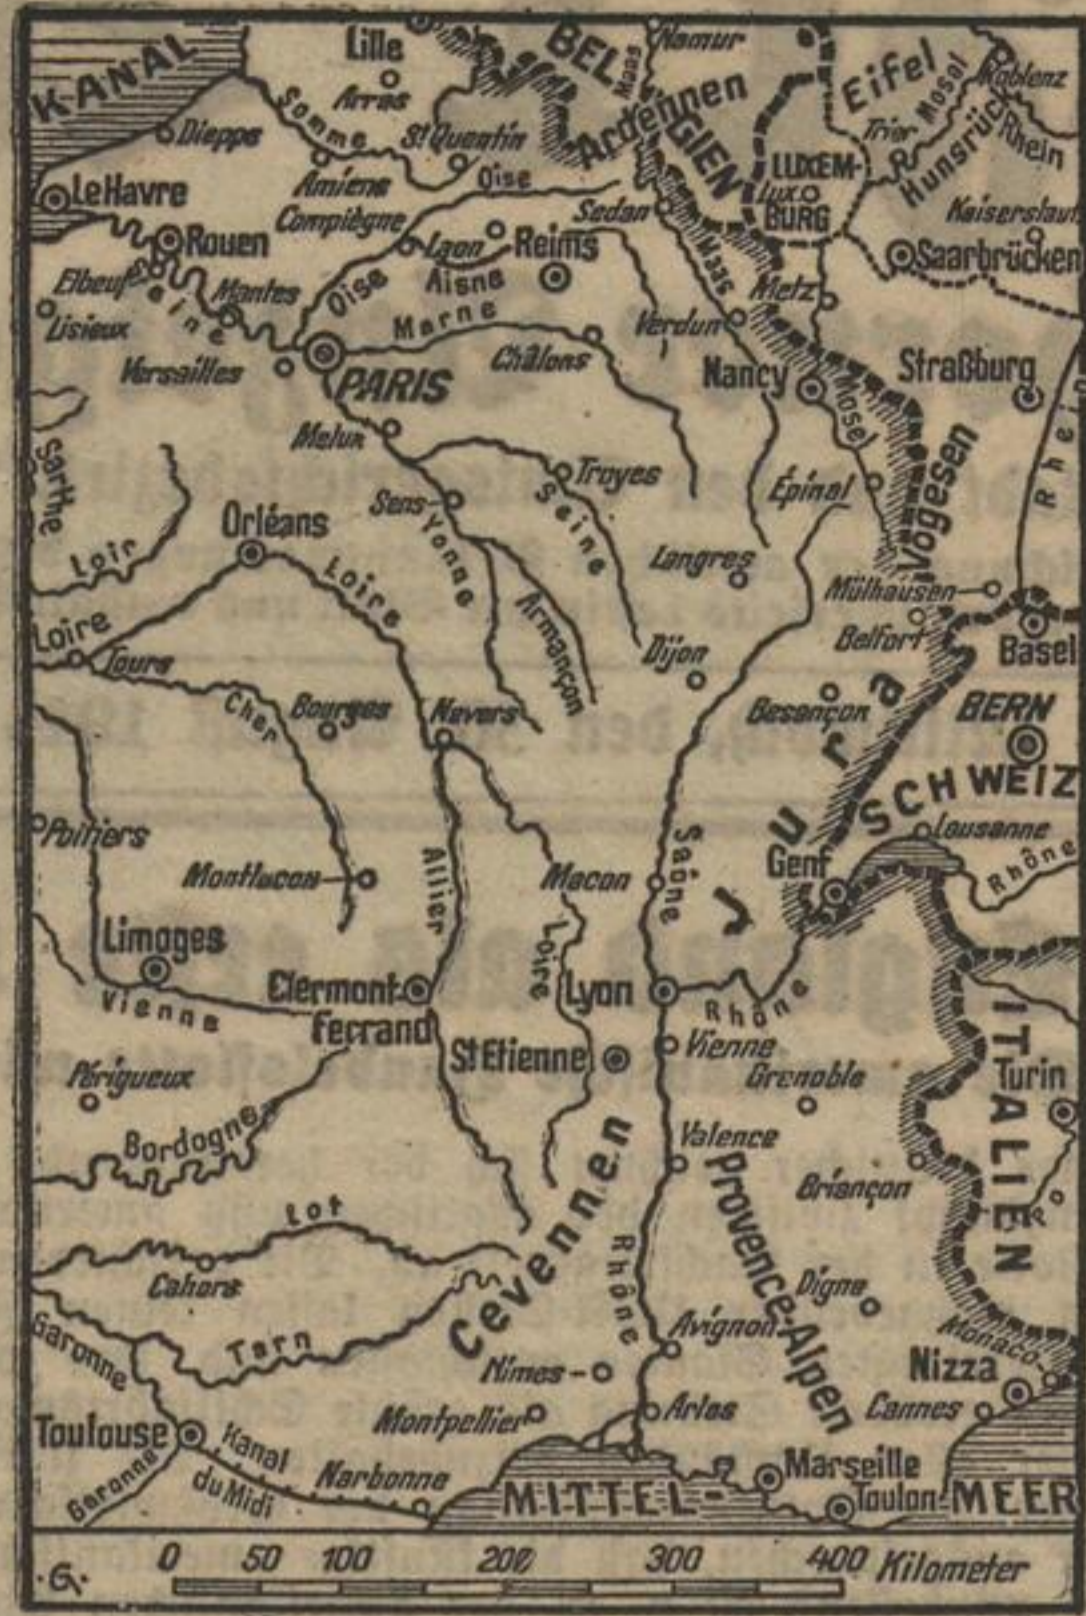 KANAL
Lille
BEL-
GIEN
Maas
Namur
Eifel
Mosel
Koblenz
Arras
Ardennen
Dieppe
Somme
St Quentin
Trier
Hunsrück
Rhein
Le Havre
Amiens
Oise
LUXEM-
Lux.
BURG
Compiègne
Sedan
Kaiserslaut.
Rouen
Laon
Reims
Saarbrücken
Elbeuf
Seine
Mantes
Oise
Aisne
Maas
Metz
Lisieux
Marne
Verdun
Versailles
PARIS
Châlons
Nancy
Mosel
Straßburg
Rhein
Melun
Sarthe
Sens
Troyes
Seine
Épinal
Vogesen
Orléans
Yonne
Loir
Loire
Langres
Armançon
Mülhausen
Loire
Tours
Dijon
Belfort
Basel
Cher
Bourges
Nevers
Besançon
BERN
Jura
SCHWEIZ
Poitiers
Lausanne
Montlucon
Allier
Macon
Saône
Genf
Rhône
Limoges
Loire
Vienne
Clermont-
Ferrand
Lyon
Rhône
ITALIEN
St Etienne
Vienne
Périgueux
Grenoble
Turin
Bordogne
Valence
Briançon
Po
Lot
Cevennen
Rhône
Provence-Alpen
Cahors
Digne
Garonne
Tarn
Avignon
Monaco
Nimes
Nizza
Montpellier
Arles
Cannes
Toulouse
Kanal
du Midi
Garonne
Narbonne
Marseille
MITTEL-
Toulon
MEER
0 50 100 200 300 400 Kilometer
.G.